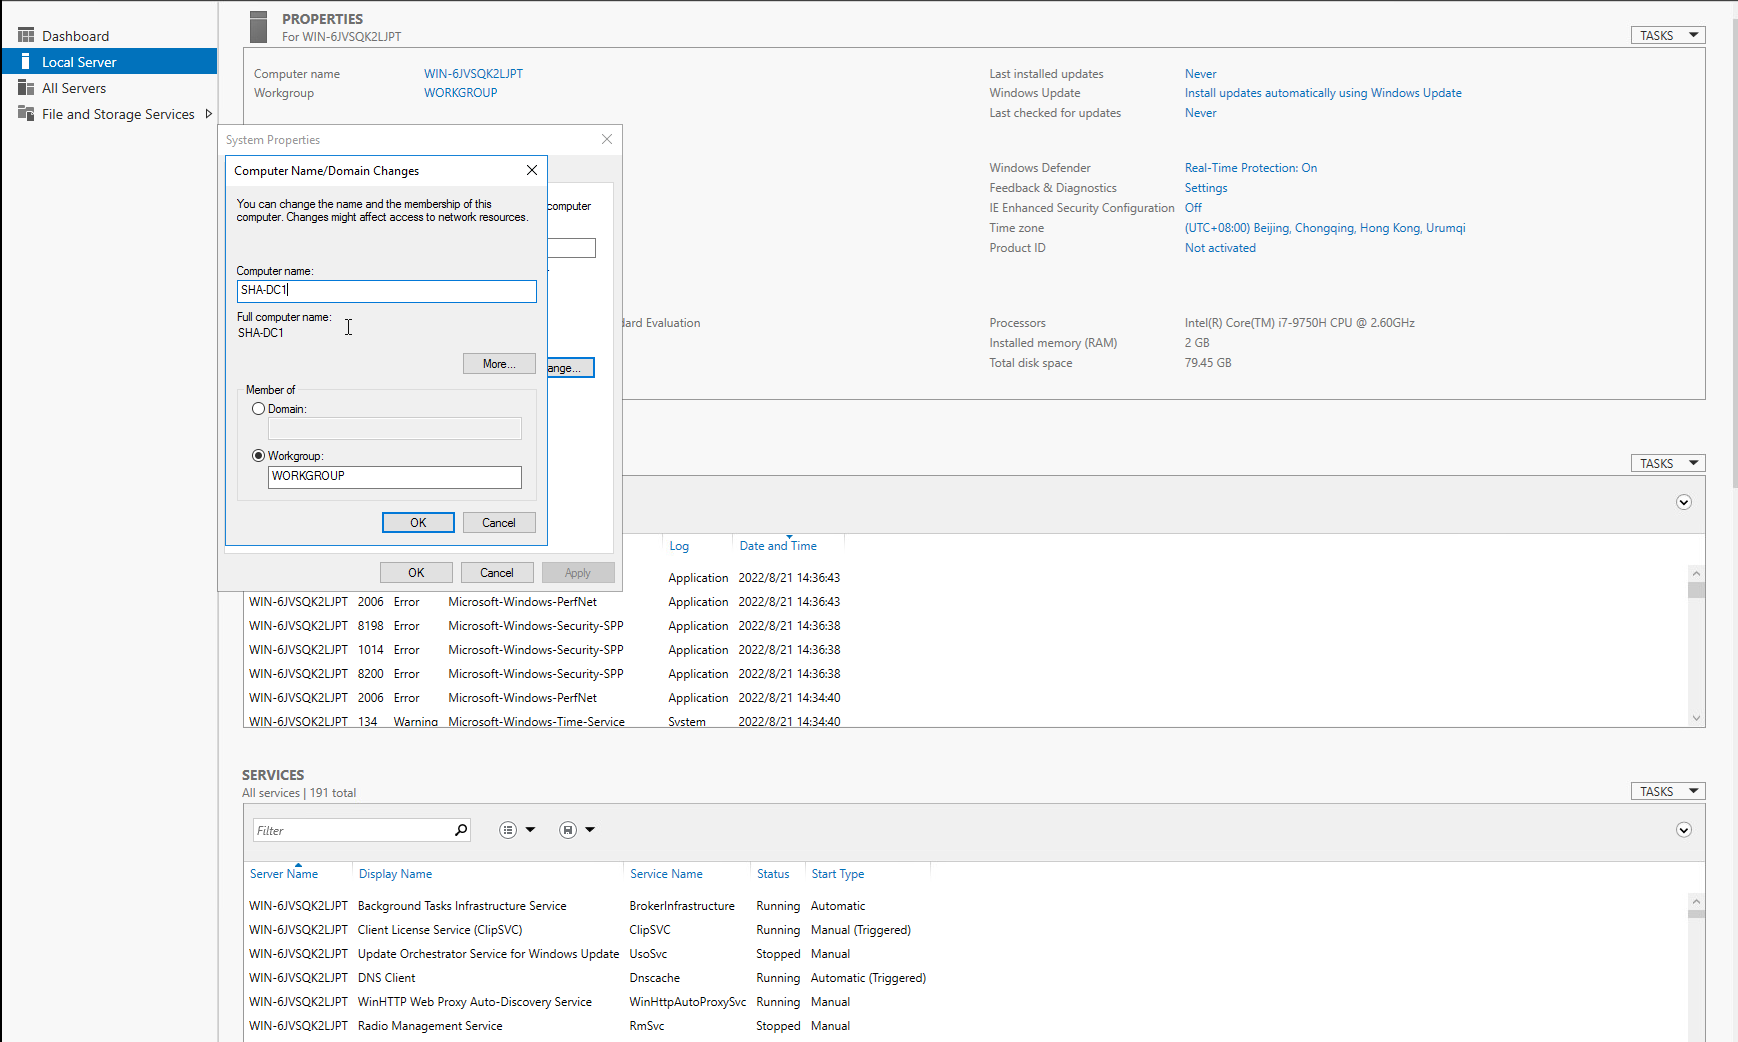 Dashboard
Local Server
All Servers
File and Storage Services
PROPERTIES
For WIN-6JVSQK2LJPT
TASKS
Computer name WIN-6JVSQK2LJPT
Workgroup WORKGROUP
Last installed updates Never
Windows Update Install updates automatically using Windows Update
Last checked for updates Never
Windows Defender Real-Time Protection: On
Feedback & Diagnostics Settings
IE Enhanced Security Configuration Off
Time zone (UTC+08:00) Beijing, Chongqing, Hong Kong, Urumqi
Product ID Not activated
Evaluation
Processors Intel(R) Core(TM) i7-9750H CPU @ 2.60GHz
Installed memory (RAM) 2 GB
Total disk space 79.45 GB
System Properties
computer
ange...
OK Cancel Apply
Computer Name/Domain Changes
You can change the name and the membership of this
computer. Changes might affect access to network resources.
Computer name:
SHA-DC1
Full computer name:
SHA-DC1
More...
Member of
Domain:
Workgroup:
WORKGROUP
OK Cancel
TASKS
Log Date and Time
Application 2022/8/21 14:36:43
WIN-6JVSQK2LJPT 2006 Error Microsoft-Windows-PerfNet Application 2022/8/21 14:36:43
WIN-6JVSQK2LJPT 8198 Error Microsoft-Windows-Security-SPP Application 2022/8/21 14:36:38
WIN-6JVSQK2LJPT 1014 Error Microsoft-Windows-Security-SPP Application 2022/8/21 14:36:38
WIN-6JVSQK2LJPT 8200 Error Microsoft-Windows-Security-SPP Application 2022/8/21 14:36:38
WIN-6JVSQK2LJPT 2006 Error Microsoft-Windows-PerfNet Application 2022/8/21 14:34:40
WIN-6JVSQK2LJPT 134 Warning Microsoft-Windows-Time-Service System 2022/8/21 14:34:40
SERVICES
All services | 191 total
TASKS
Filter
Server Name Display Name Service Name Status Start Type
WIN-6JVSQK2LJPT Background Tasks Infrastructure Service BrokerInfrastructure Running Automatic
WIN-6JVSQK2LJPT Client License Service (ClipSVC) ClipSVC Running Manual (Triggered)
WIN-6JVSQK2LJPT Update Orchestrator Service for Windows Update UsoSvc Stopped Manual
WIN-6JVSQK2LJPT DNS Client Dnscache Running Automatic (Triggered)
WIN-6JVSQK2LJPT WinHTTP Web Proxy Auto-Discovery Service WinHttpAutoProxySvc Running Manual
WIN-6JVSQK2LJPT Radio Management Service RmSvc Stopped Manual